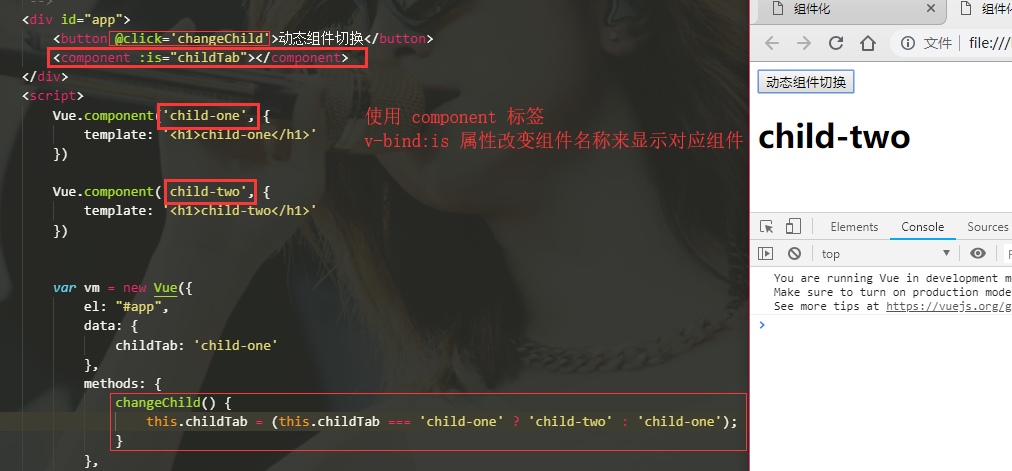 -->
<div id="app">
<button @click='changeChild'>动态组件切换</button>
<component :is="childTab"></component>
</div>
<script>
Vue.component('child-one', {
template: '<h1>child-one</h1>'
})
使用 component 标签
v-bind:is 属性改变组件名称来显示对应组件
Vue.component('child-two', {
template: '<h1>child-two</h1>'
})
var vm = new Vue({
el: "#app",
data: {
childTab: 'child-one'
},
methods: {
changeChild() {
this.childTab = (this.childTab === 'child-one' ? 'child-two' : 'child-one');
}
},
组件化
组件化
文件 | file:///
动态组件切换
child-two
Elements Console Sources
top
You are running Vue in development m
Make sure to turn on production mode
See more tips at https://vuejs.org/g